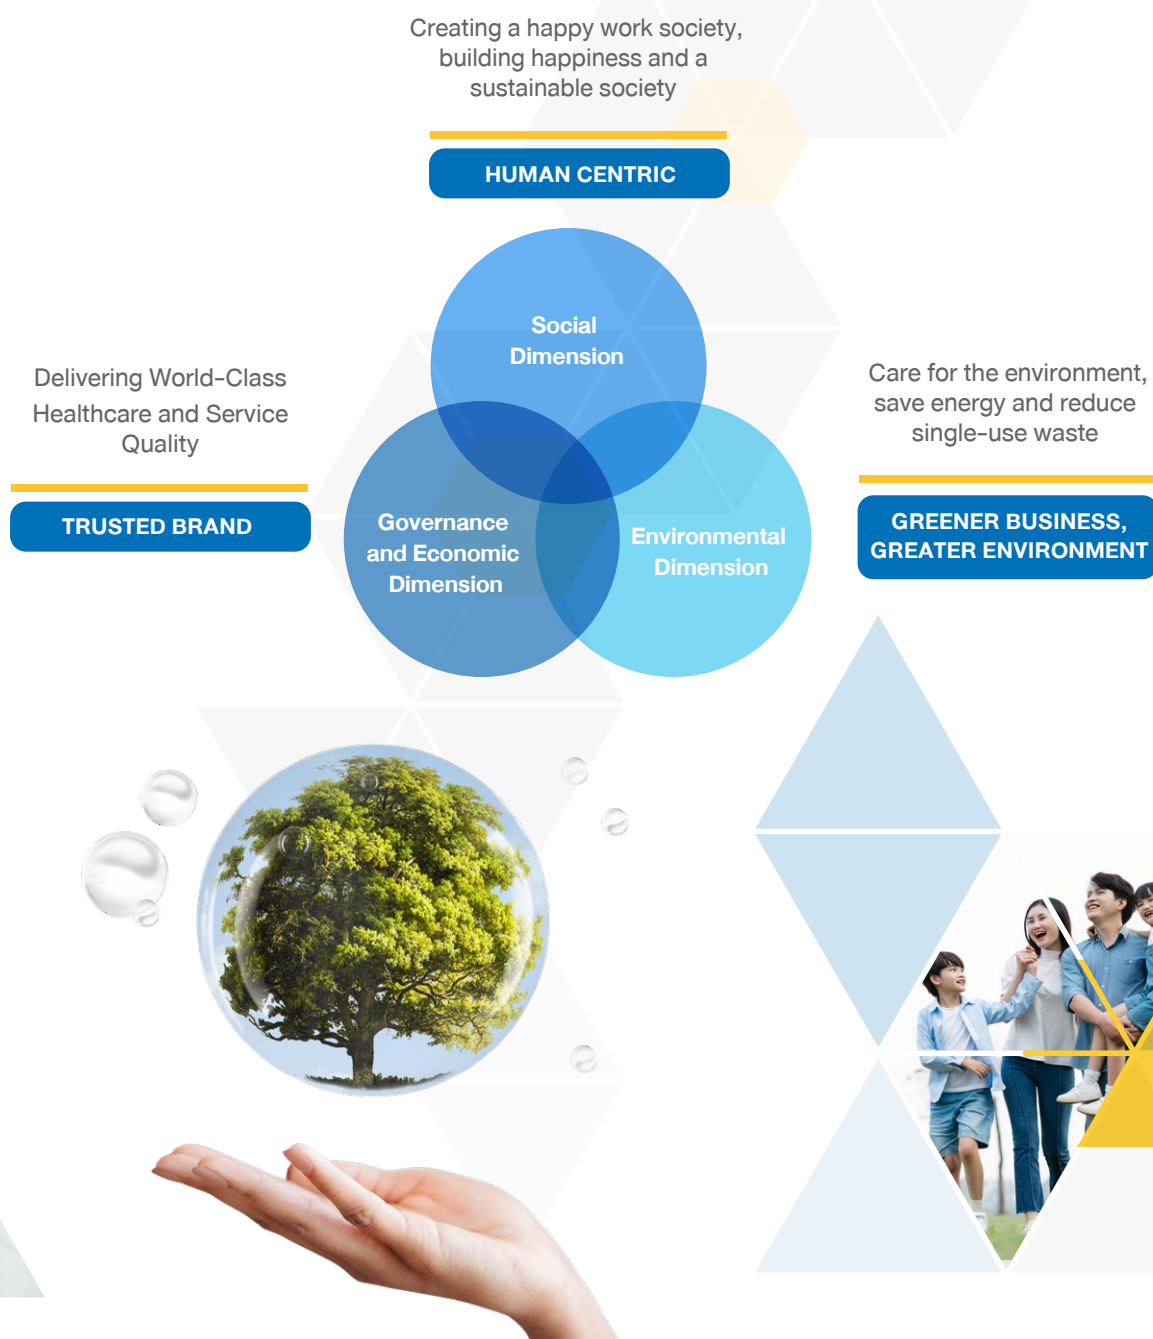 Creating a happy work society,
building happiness and a
sustainable society
HUMAN CENTRIC
Social
Dimension
Delivering World-Class
Healthcare and Service
Quality
TRUSTED BRAND
Governance
and Economic
Dimension
Environmental
Dimension
Care for the environment,
save energy and reduce
single-use waste
GREENER BUSINESS,
GREATER ENVIRONMENT